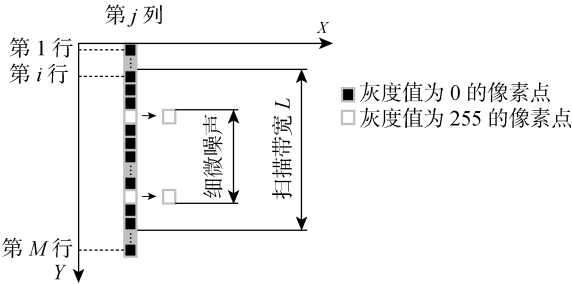 第 j 列
X
第 1 行
第 i 行
灰度值为 0 的像素点
灰度值为 255 的像素点
细微噪声
扫描带宽 L
第 M 行
Y